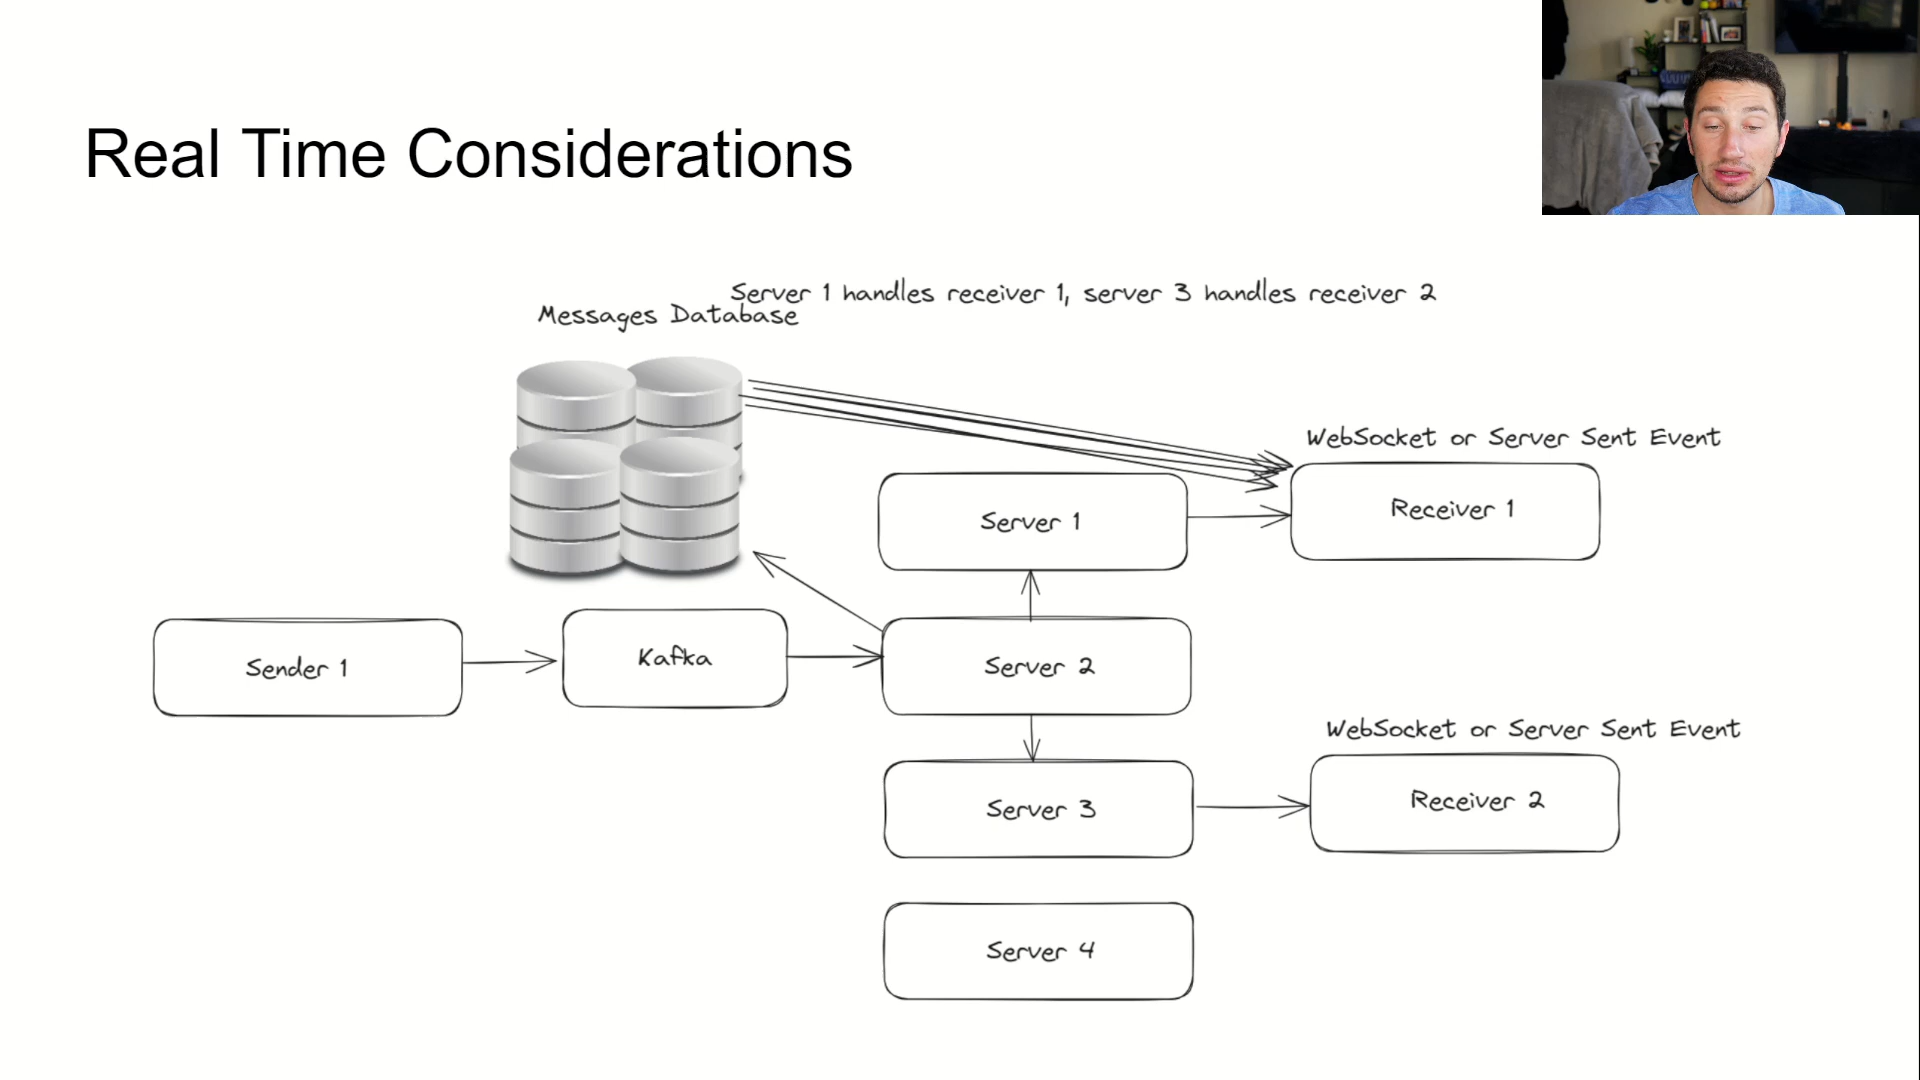 Real Time Considerations
Server 1 handles receiver 1, server 3 handles receiver 2
Messages Database
WebSocket or Server Sent Event
Receiver 1
Server 1
Sender 1
Kafka
Server 2
WebSocket or Server Sent Event
Receiver 2
Server 3
Server 4